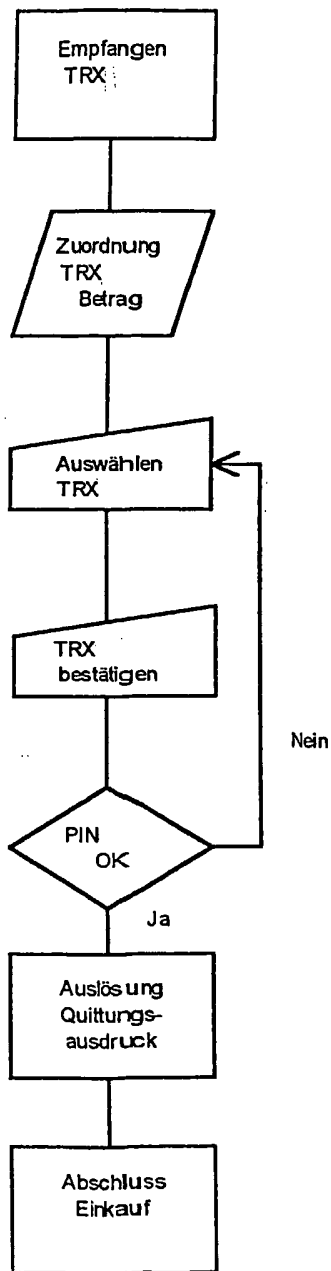 Empfangen
TRX
Zuordnung
TRX
Betrag
Auswählen
TRX
TRX
bestätigen
Nein
PIN
OK
Ja
Auslösung
Quittungs-
ausdruck
Abschluss
Einkauf